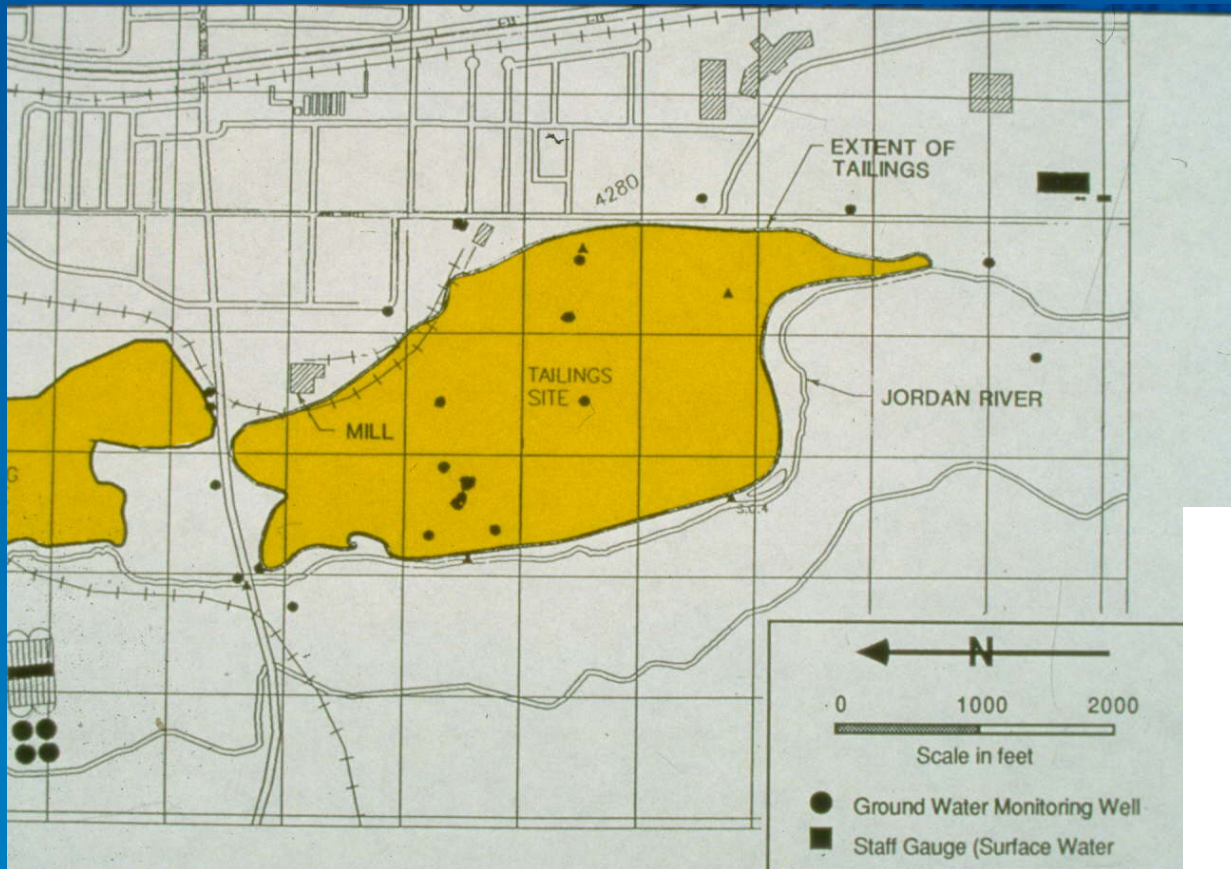 4280
EXTENT OF
TAILINGS
TAILINGS
SITE
JORDAN RIVER
MILL
G
S.G.4
N
0 1000 2000
Scale in feet
Ground Water Monitoring Well
Staff Gauge (Surface Water